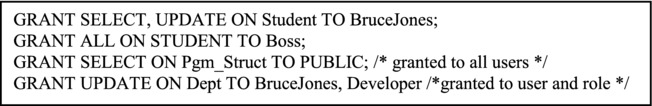 GRANT SELECT, UPDATE ON Student TO BruceJones;
GRANT ALL ON STUDENT TO Boss;
GRANT SELECT ON Pgm_Struct TO PUBLIC; /* granted to all users */
GRANT UPDATE ON Dept TO BruceJones, Developer /*granted to user and role */